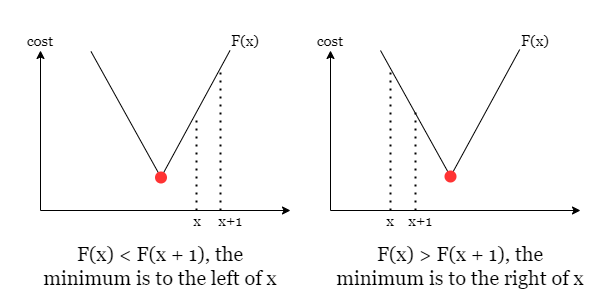 cost
F(x)
x
x+1
F(x) < F(x + 1), the
minimum is to the left of x
cost
F(x)
x
x+1
F(x) > F(x + 1), the
minimum is to the right of x